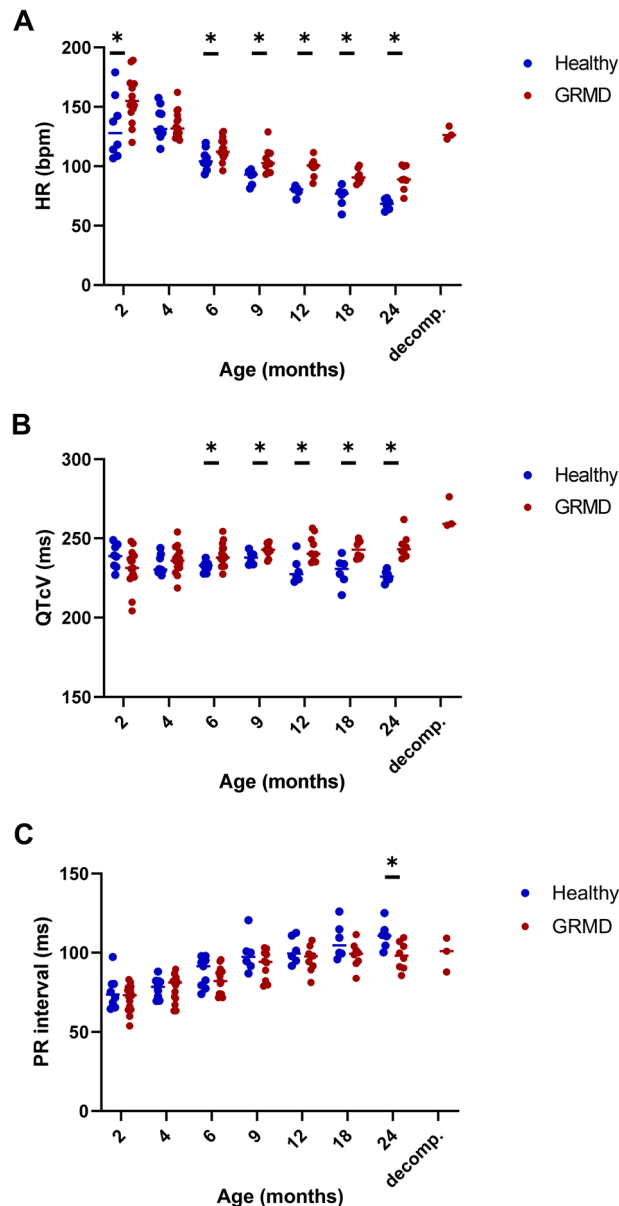 A
* * * * * *
200
150
100
50
0
HR (bpm)
2 4 6 9 12 18 24 decomp.
Age (months)
Healthy
GRMD
B
* * * * *
300
250
200
150
QTcV (ms)
2 4 6 9 12 18 24 decomp.
Age (months)
Healthy
GRMD
C
*
150
100
50
0
PR interval (ms)
2 4 6 9 12 18 24 decomp.
Age (months)
Healthy
GRMD